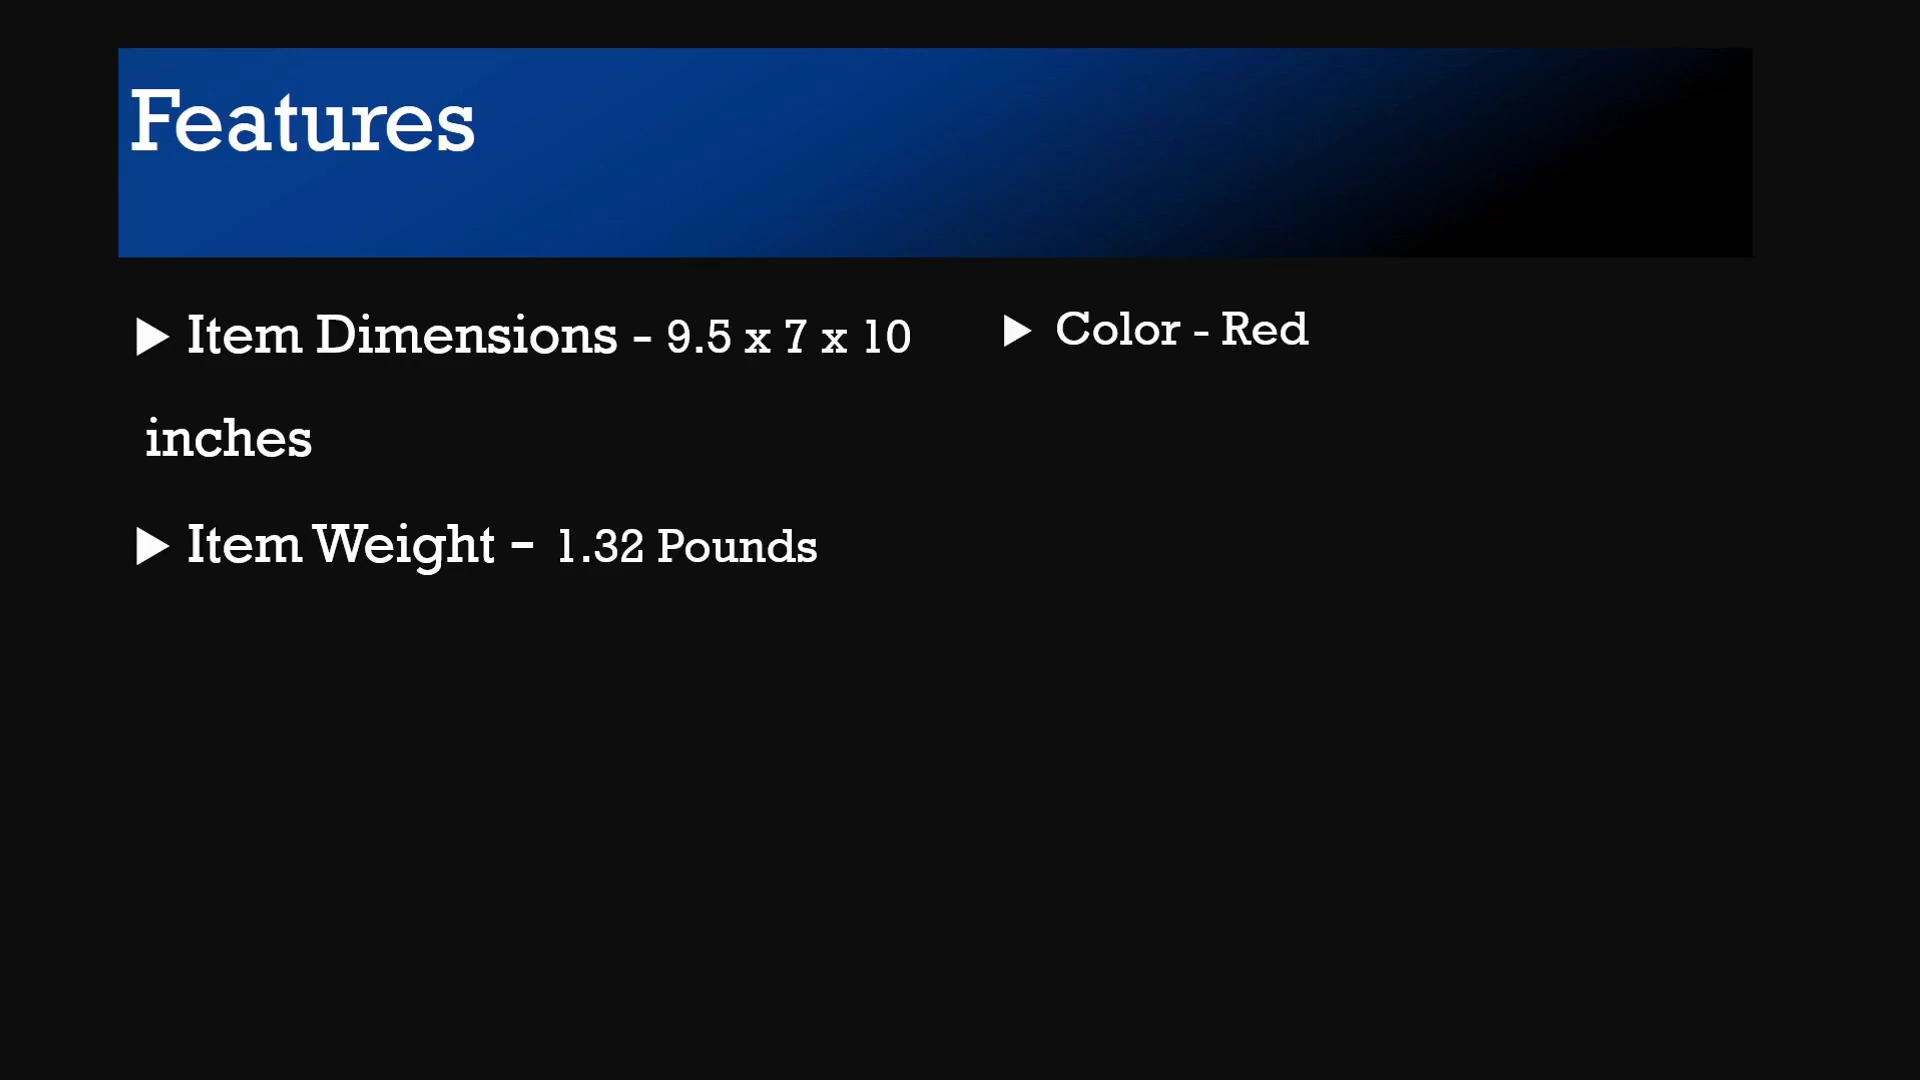 Features
Item Dimensions - 9.5 x 7 x 10
inches
Item Weight - 1.32 Pounds
Color - Red